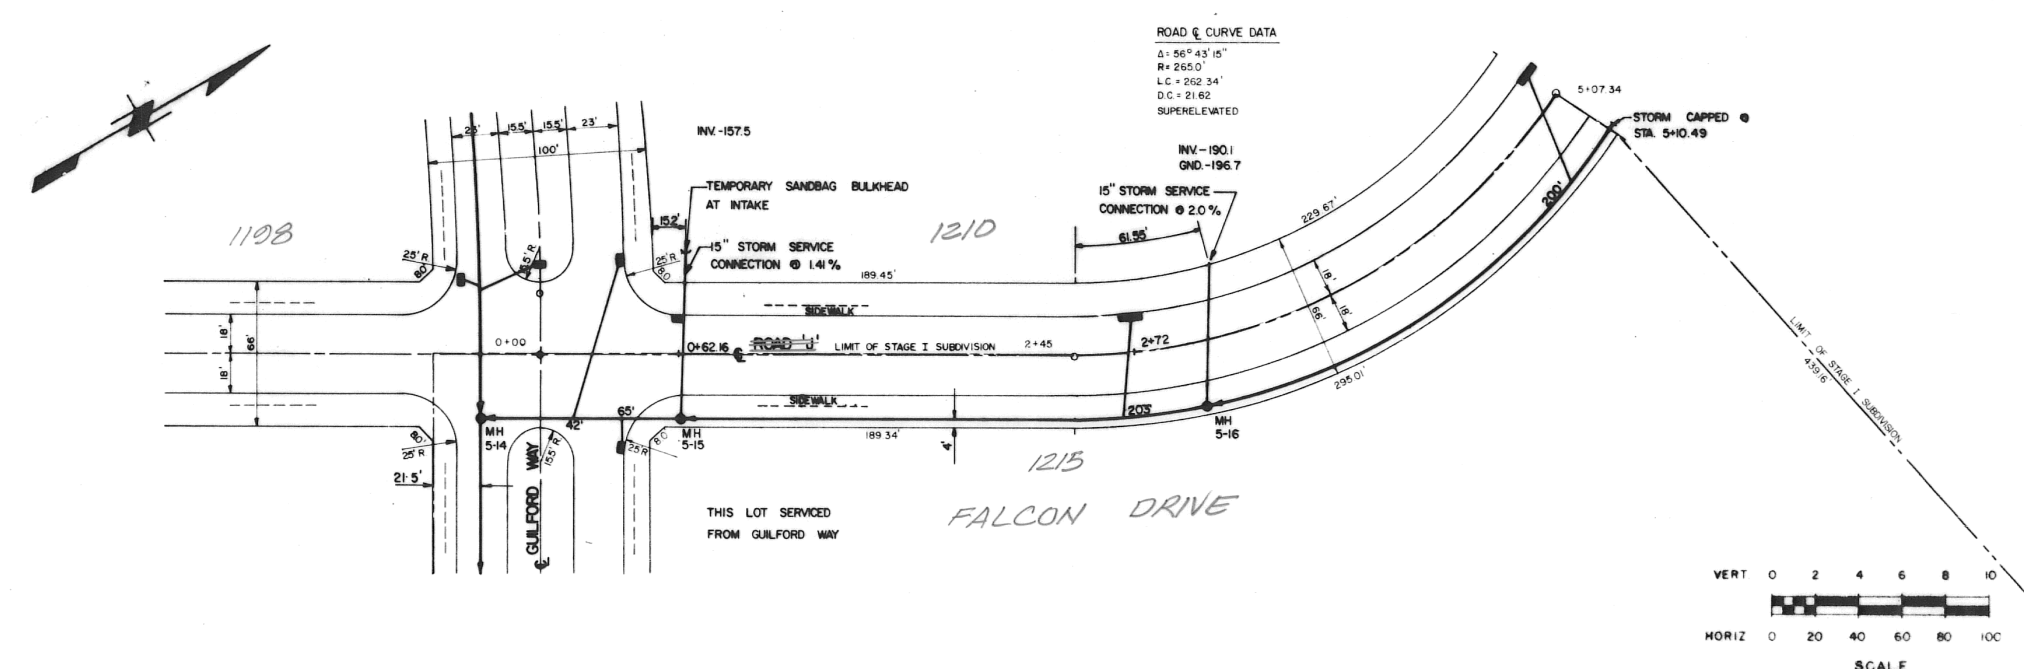 ROAD ℄ CURVE DATA
Δ= 56° 43' 15"
R= 265.0'
L.C. = 262.34'
D.C. = 21.62
SUPERELEVATED
5+07.34
STORM CAPPED @
STA. 5+10.49
23'
15.5'
15.5'
23'
100'
INV.-157.5
INV.-190.1
GND.-196.7
TEMPORARY SANDBAG BULKHEAD
AT INTAKE
15" STORM SERVICE
CONNECTION @ 2.0 %
200'
229.67'
152'
61.55'
1198
1210
15" STORM SERVICE
CONNECTION @ 1.41 %
25' R
80'
15.5' R
25' R
80
189.45'
18'
66'
18'
SIDEWALK
18'
18'
66'
0+00
0+62.16
℄
ROAD 'J'
LIMIT OF STAGE I SUBDIVISION
2+45
2+72
LIMIT OF STAGE I SUBDIVISION
439.16'
295.01'
SIDEWALK
65'
42'
203'
MH
5-14
MH
5-15
MH
5-16
80'
25' R
15.5' R
25' R
80
189.34'
4'
21.5'
1215
GUILFORD WAY
℄
THIS LOT SERVICED
FROM GUILFORD WAY
FALCON DRIVE
VERT 0 2 4 6 8 10
HORIZ 0 20 40 60 80 100
SCALE